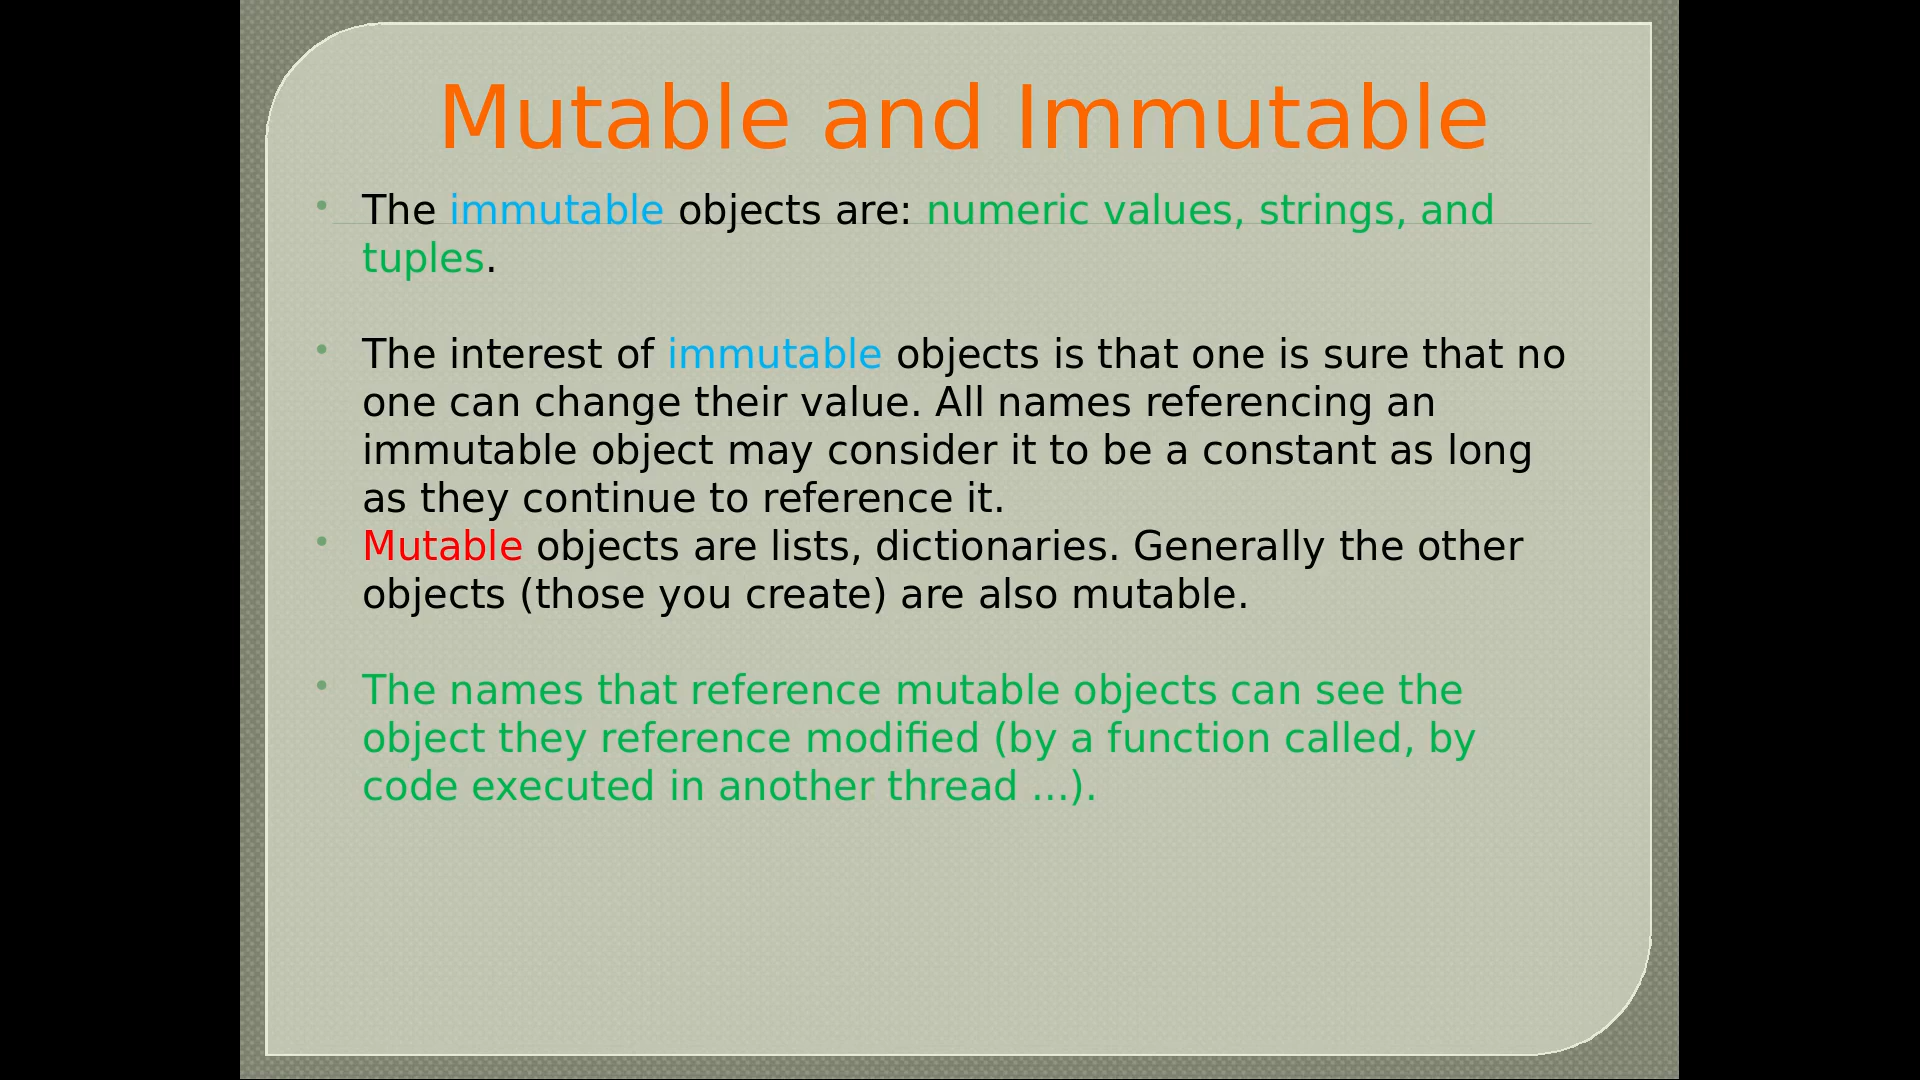 Mutable and Immutable
• The immutable objects are: numeric values, strings, and
tuples.
• The interest of immutable objects is that one is sure that no
one can change their value. All names referencing an
immutable object may consider it to be a constant as long
as they continue to reference it.
• Mutable objects are lists, dictionaries. Generally the other
objects (those you create) are also mutable.
• The names that reference mutable objects can see the
object they reference modified (by a function called, by
code executed in another thread ...).